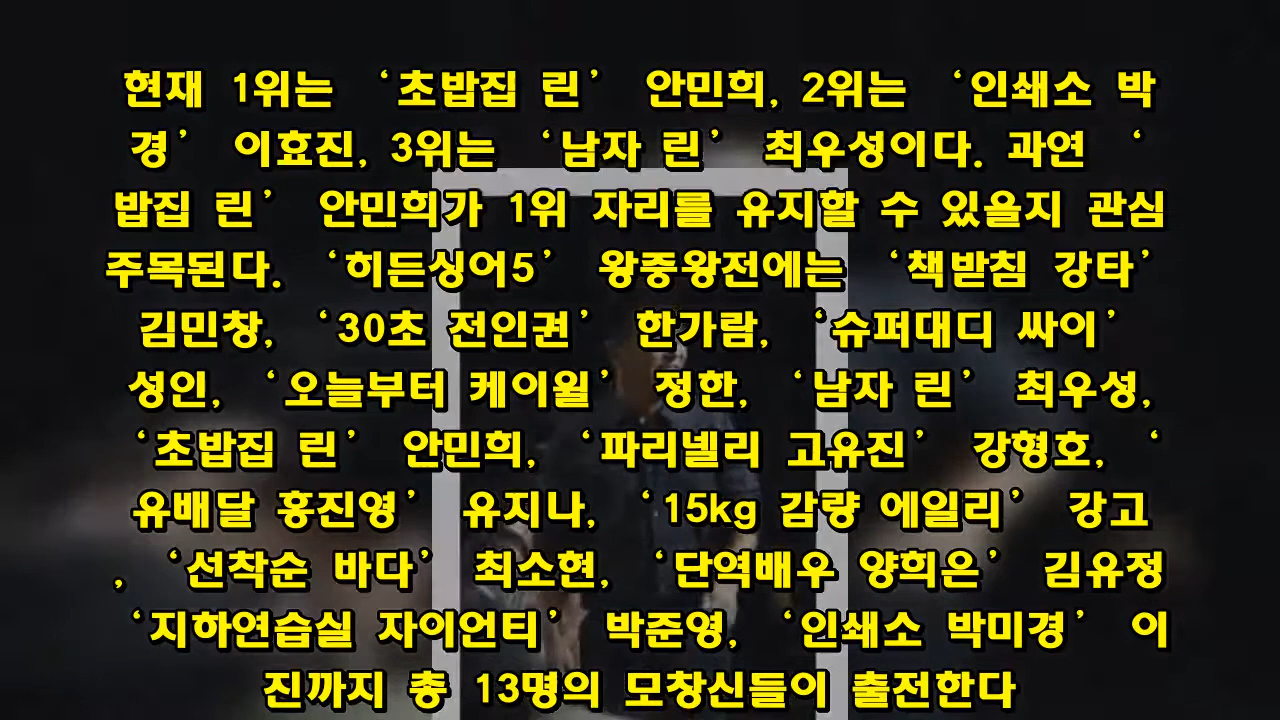 현재 1위는 ‘초밥집 린’ 안민희, 2위는 ‘인쇄소 박
경’ 이효진, 3위는 ‘남자 린’ 최우성이다. 과연 ‘
밥집 린’ 안민희가 1위 자리를 유지할 수 있을지 관심
주목된다. ‘히든싱어5’ 왕중왕전에는 ‘책받침 강타’
김민창, ‘30초 전인권’ 한가람, ‘슈퍼대디 싸이’
성인, ‘오늘부터 케이윌’ 정한, ‘남자 린’ 최우성,
‘초밥집 린’ 안민희, ‘파리넬리 고유진’ 강형호, ‘
유배달 홍진영’ 유지나, ‘15kg 감량 에일리’ 강고
, ‘선착순 바다’ 최소현, ‘단역배우 양희은’ 김유정
‘지하연습실 자이언티’ 박준영, ‘인쇄소 박미경’ 이
진까지 총 13명의 모창신들이 출전한다